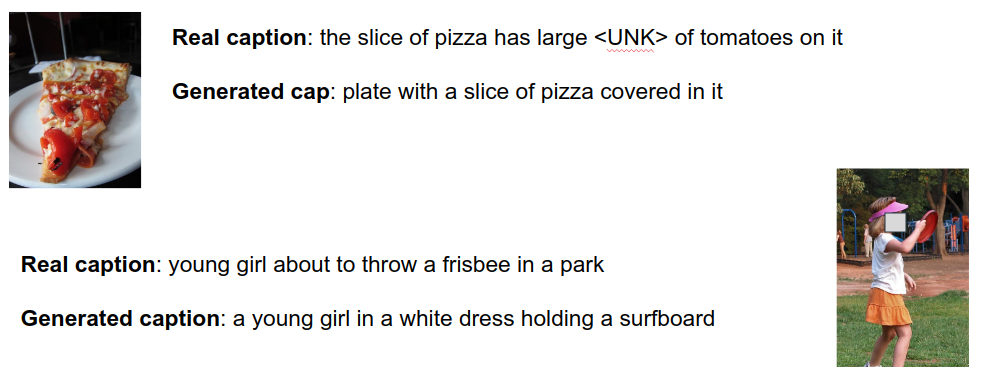 Real caption: the slice of pizza has large <UNK> of tomatoes on it
Generated cap: plate with a slice of pizza covered in it
Real caption: young girl about to throw a frisbee in a park
Generated caption: a young girl in a white dress holding a surfboard